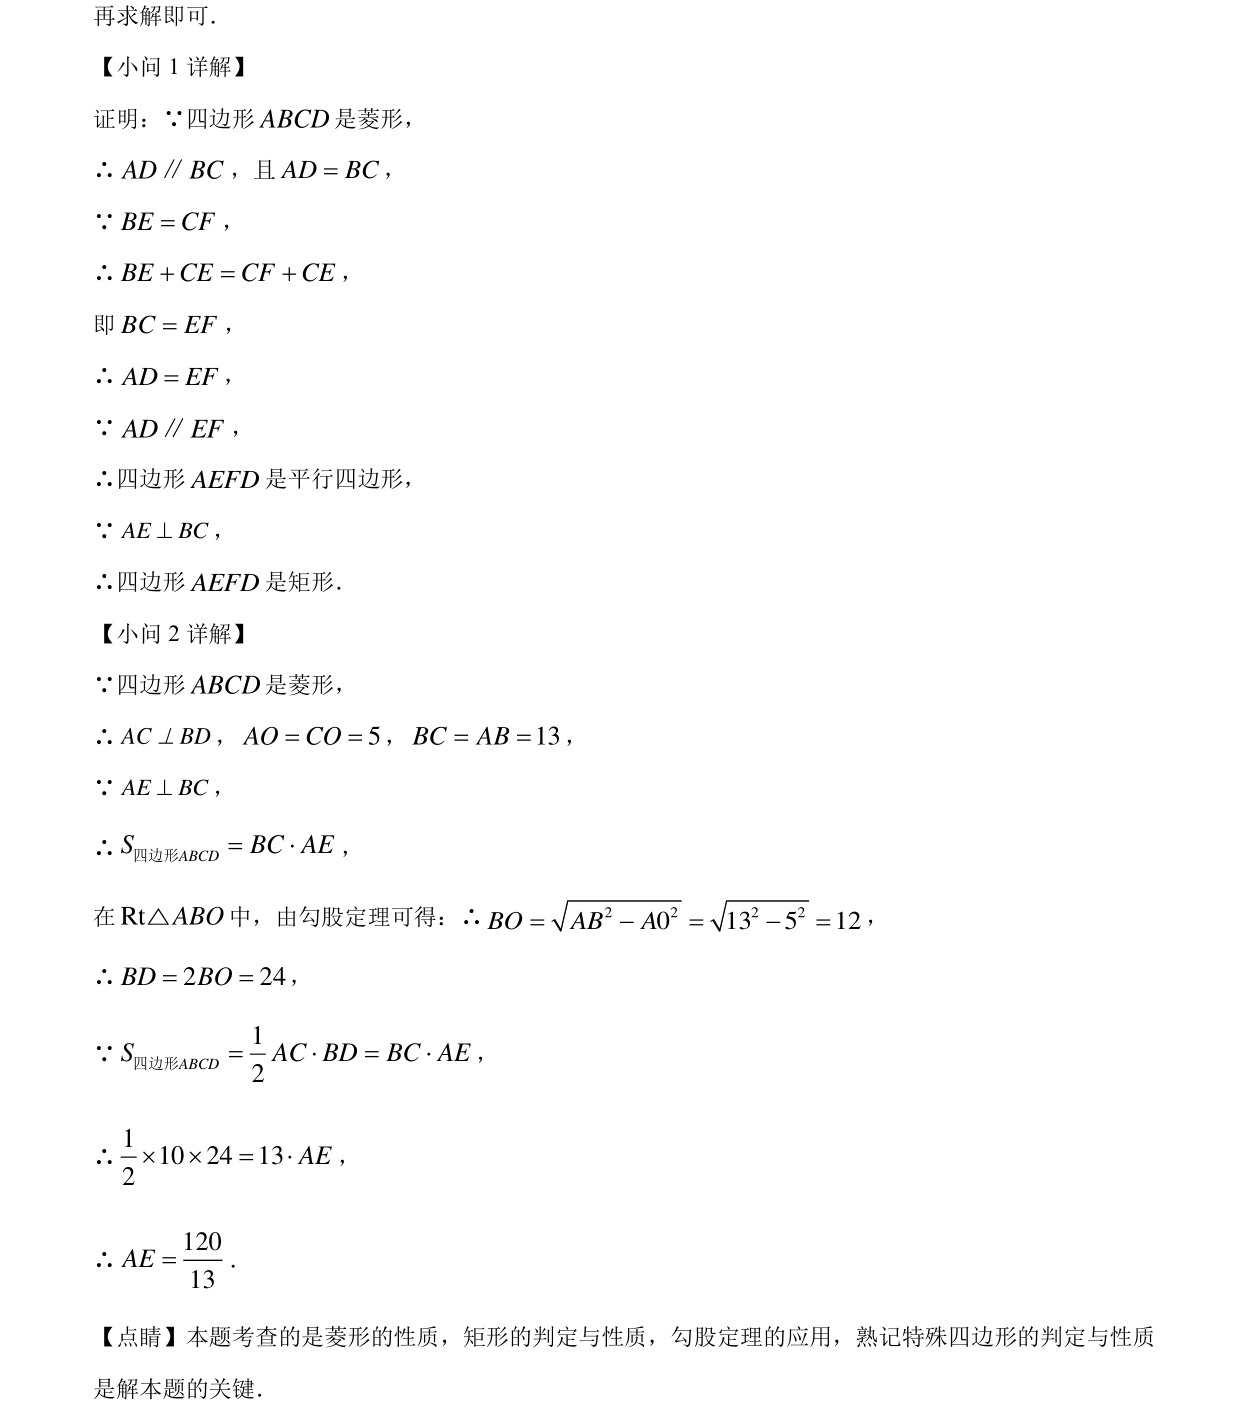 再求解即可．
【小问 1 详解】
证明：∵四边形 ABCD 是菱形，
∴ AD // BC ，且 AD = BC ，
∵ BE = CF ，
∴ BE + CE = CF + CE ，
即 BC = EF ，
∴ AD = EF ，
∵ AD // EF ，
∴四边形 AEFD 是平行四边形，
∵ AE ⊥ BC ，
∴四边形 AEFD 是矩形．
【小问 2 详解】
∵四边形 ABCD 是菱形，
∴ AC ⊥ BD ， AO = CO = 5 ， BC = AB = 13 ，
∵ AE ⊥ BC ，
∴ S四边形ABCD = BC · AE ，
在 Rt△ABO 中，由勾股定理可得：∴ BO = √(AB² − A0²) = √(13² − 5²) = 12 ，
∴ BD = 2BO = 24 ，
∵ S四边形ABCD = 1/2 AC · BD = BC · AE ，
∴ 1/2 × 10 × 24 = 13 · AE ，
∴ AE = 120/13 ．
【点睛】本题考查的是菱形的性质，矩形的判定与性质，勾股定理的应用，熟记特殊四边形的判定与性质
是解本题的关键．